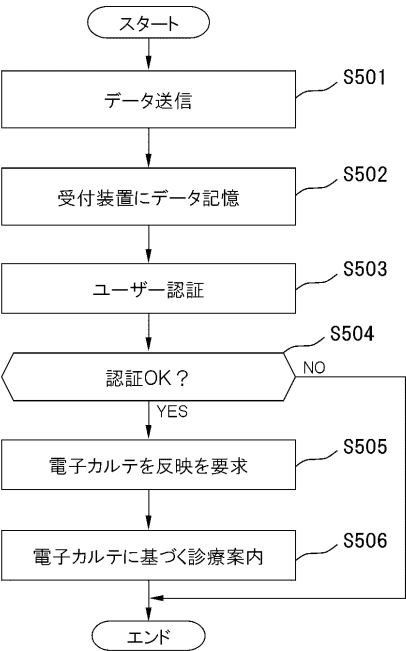 スタート
S501
データ送信
S502
受付装置にデータ記憶
S503
ユーザー認証
S504
認証OK？
NO
YES
S505
電子カルテを反映を要求
S506
電子カルテに基づく診療案内
エンド